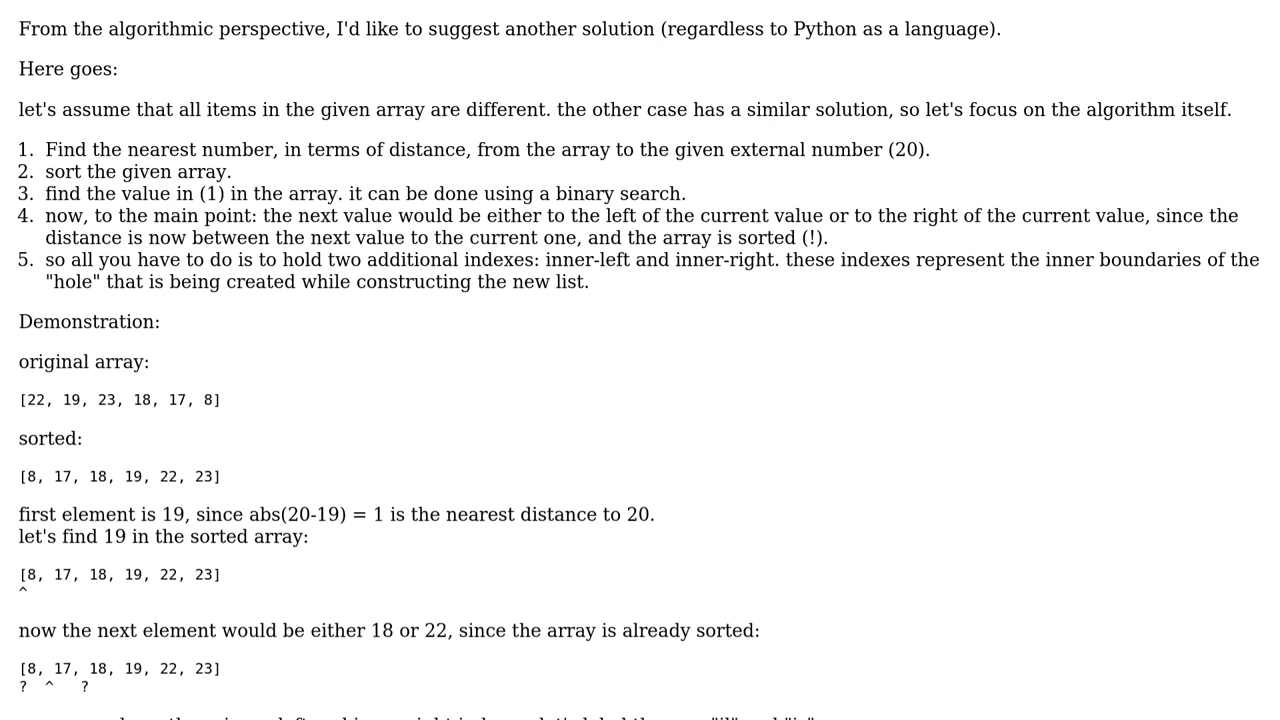 From the algorithmic perspective, I'd like to suggest another solution (regardless to Python as a language).
Here goes:
let's assume that all items in the given array are different. the other case has a similar solution, so let's focus on the algorithm itself.
1. Find the nearest number, in terms of distance, from the array to the given external number (20).
2. sort the given array.
3. find the value in (1) in the array. it can be done using a binary search.
4. now, to the main point: the next value would be either to the left of the current value or to the right of the current value, since the
distance is now between the next value to the current one, and the array is sorted (!).
5. so all you have to do is to hold two additional indexes: inner-left and inner-right. these indexes represent the inner boundaries of the
"hole" that is being created while constructing the new list.
Demonstration:
original array:
[22, 19, 23, 18, 17, 8]
sorted:
[8, 17, 18, 19, 22, 23]
first element is 19, since abs(20-19) = 1 is the nearest distance to 20.
let's find 19 in the sorted array:
[8, 17, 18, 19, 22, 23]
^
now the next element would be either 18 or 22, since the array is already sorted:
[8, 17, 18, 19, 22, 23]
?  ^   ?